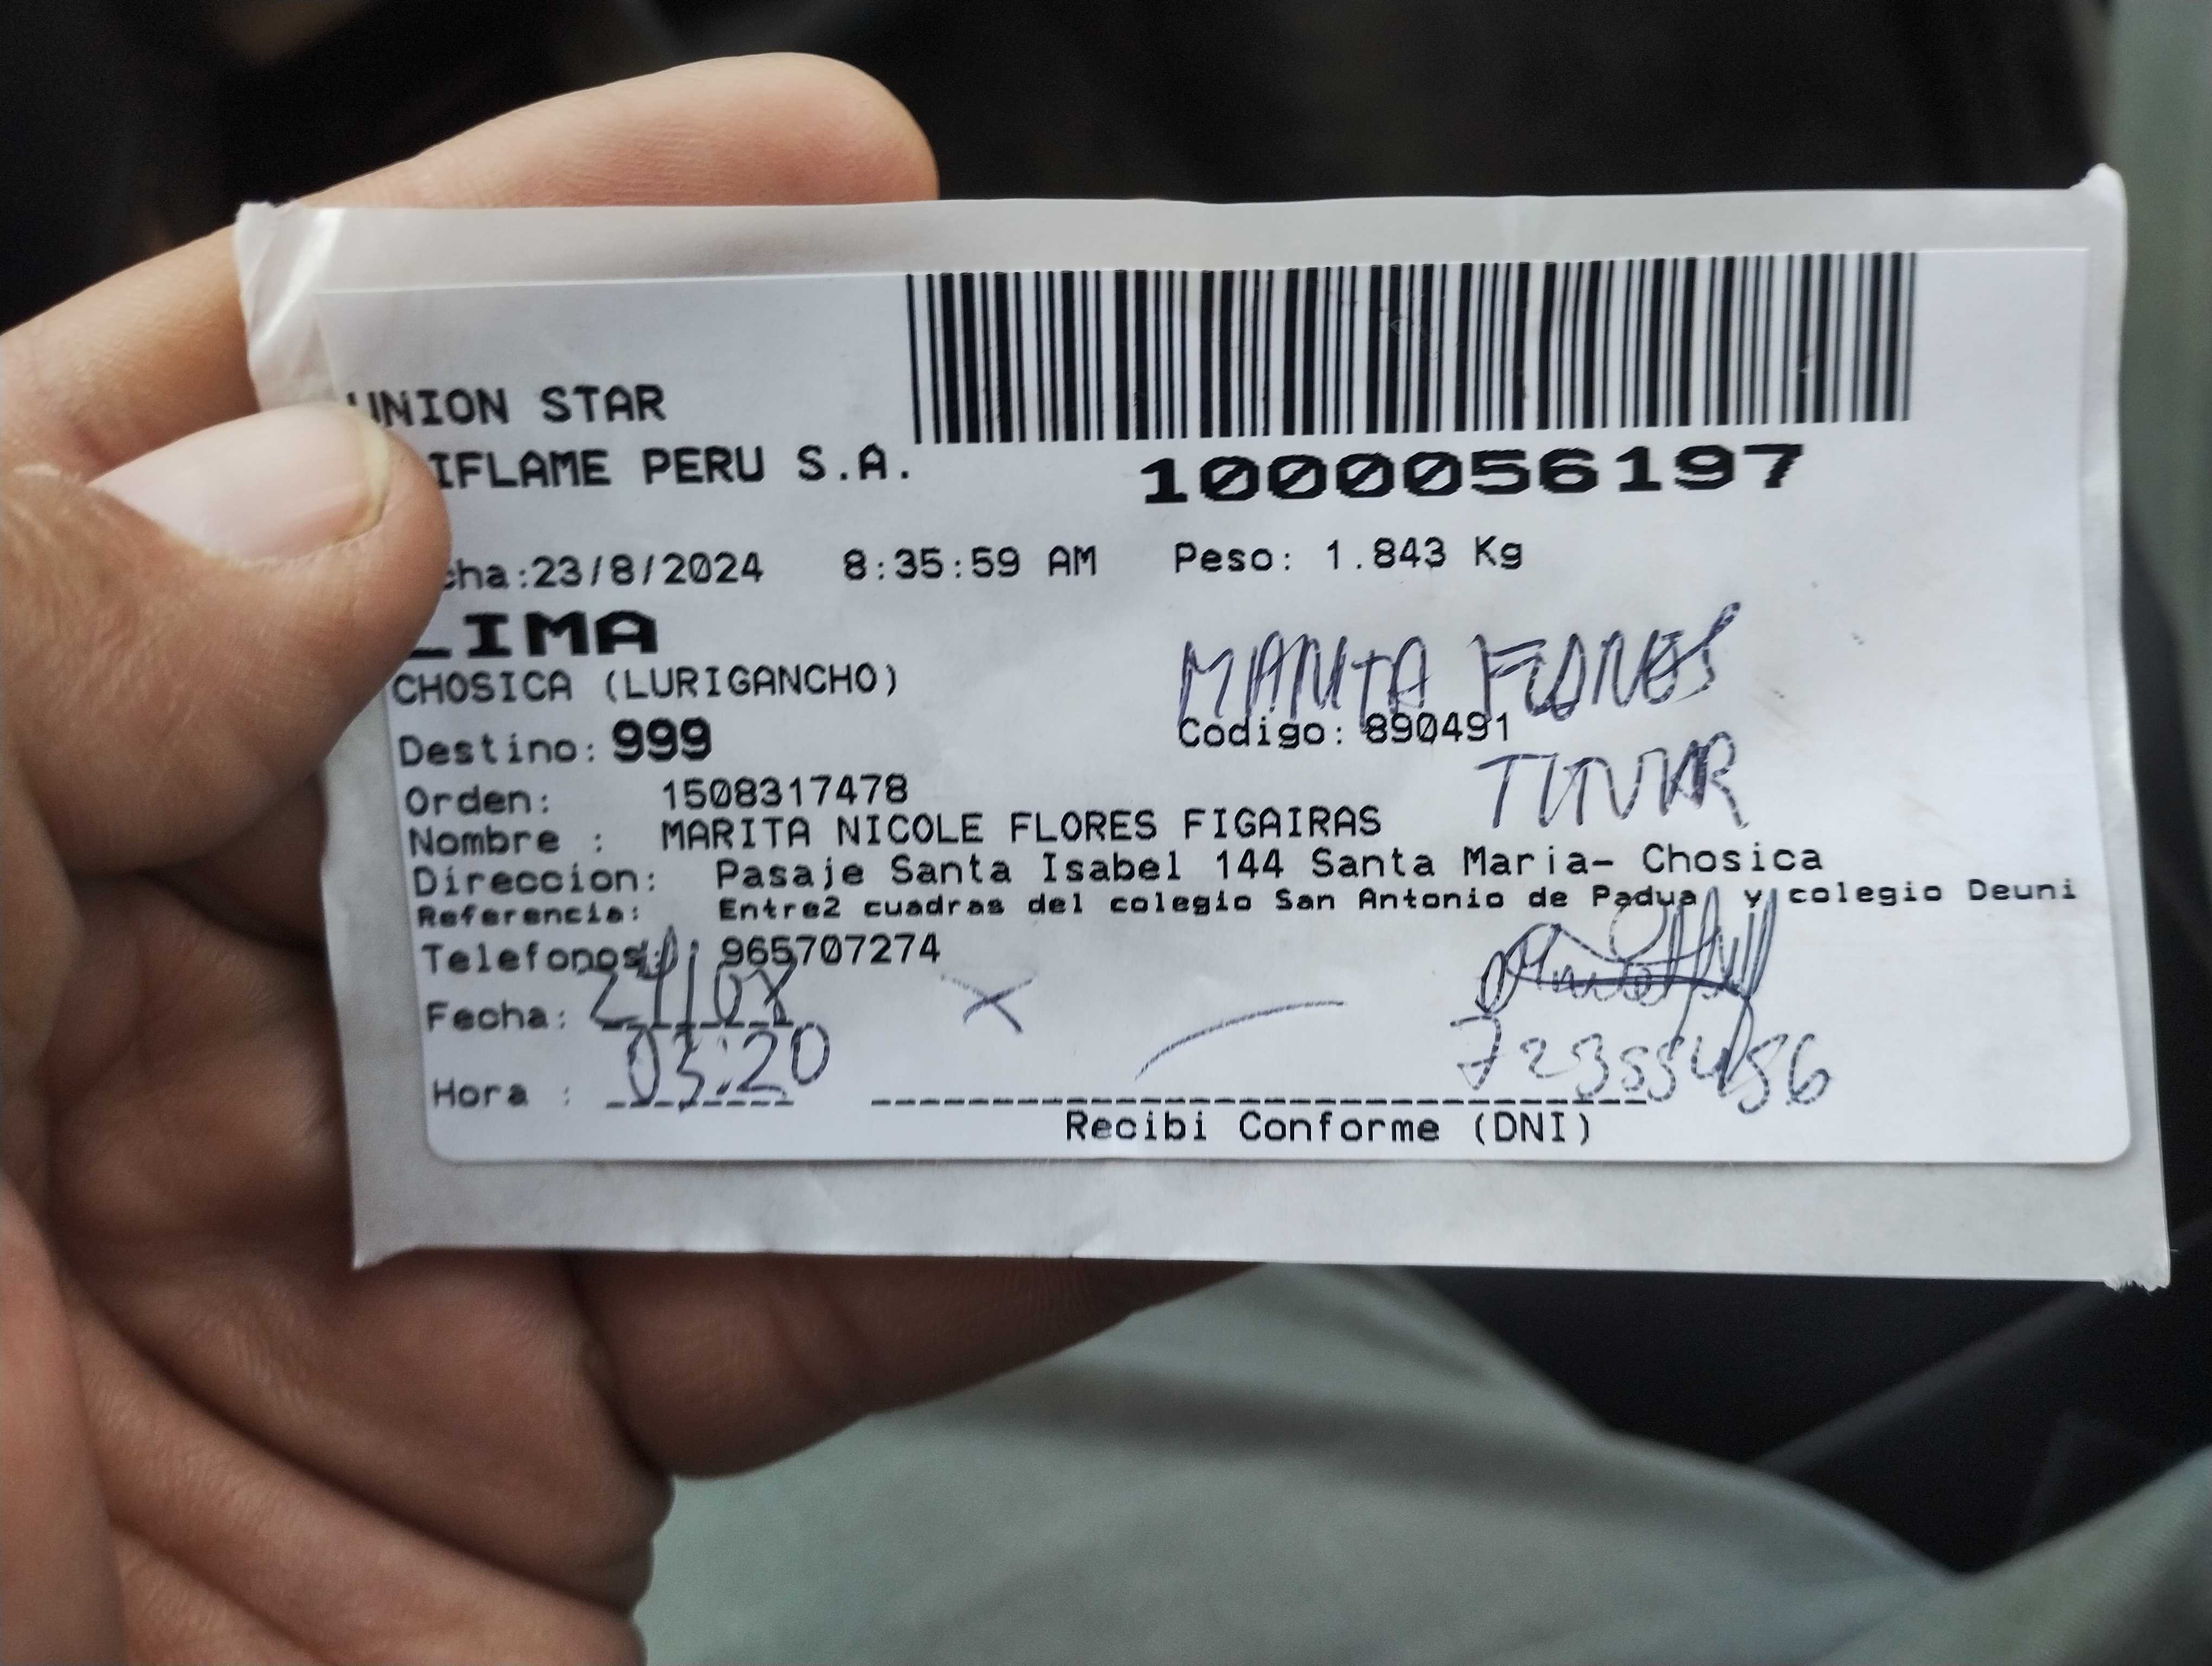 UNION STAR
IFLAME PERU S.A.
1000056197
cha:23/8/2024 8:35:59 AM Peso: 1.843 Kg
LIMA
CHOSICA (LURIGANCHO)
MARITA FLORES
Destino: 999 Codigo: 890491
Orden: 1508317478
Nombre : MARITA NICOLE FLORES FIGAIRAS
Direccion: Pasaje Santa Isabel 144 Santa Maria- Chosica
Referencia: Entre2 cuadras del colegio San Antonio de Padua y colegio Deuni
Telefonos: 965707274
Fecha: 24/08
Hora : 03:20
Recibi Conforme (DNI)